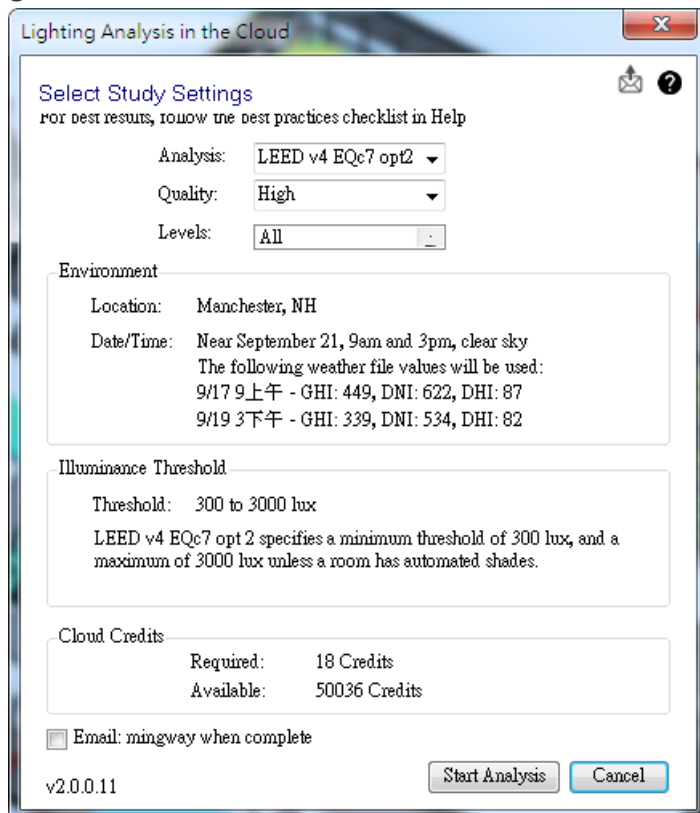 Lighting Analysis in the Cloud
Select Study Settings
For best results, follow the best practices checklist in Help
Analysis: LEED v4 EQc7 opt2
Quality: High
Levels: All
Environment
Location: Manchester, NH
Date/Time: Near September 21, 9am and 3pm, clear sky
The following weather file values will be used:
9/17 9上午 - GHI: 449, DNI: 622, DHI: 87
9/19 3下午 - GHI: 339, DNI: 534, DHI: 82
Illuminance Threshold
Threshold: 300 to 3000 lux
LEED v4 EQc7 opt 2 specifies a minimum threshold of 300 lux, and a
maximum of 3000 lux unless a room has automated shades.
Cloud Credits
Required: 18 Credits
Available: 50036 Credits
Email: mingway when complete
v2.0.0.11
Start Analysis
Cancel